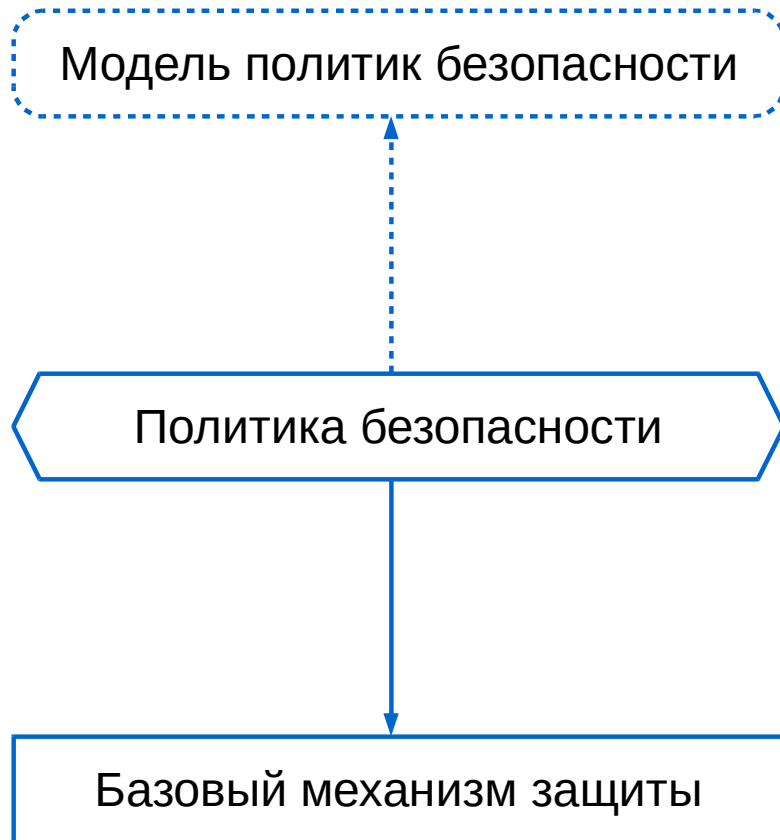 Модель политик безопасности
Политика безопасности
Базовый механизм защиты